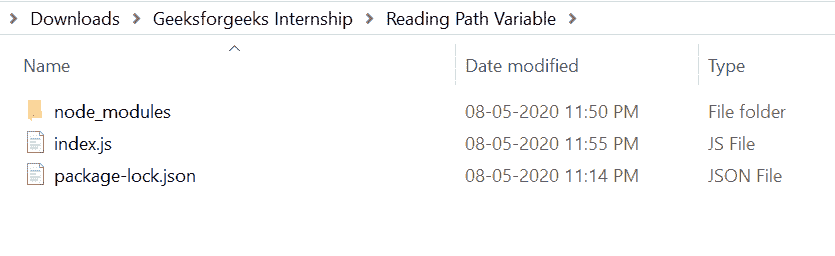 Downloads Geeksforgeeks Internship Reading Path Variable
Name Date modified Type
node_modules 08-05-2020 11:50 PM File folder
index.js 08-05-2020 11:55 PM JS File
package-lock.json 08-05-2020 11:14 PM JSON File